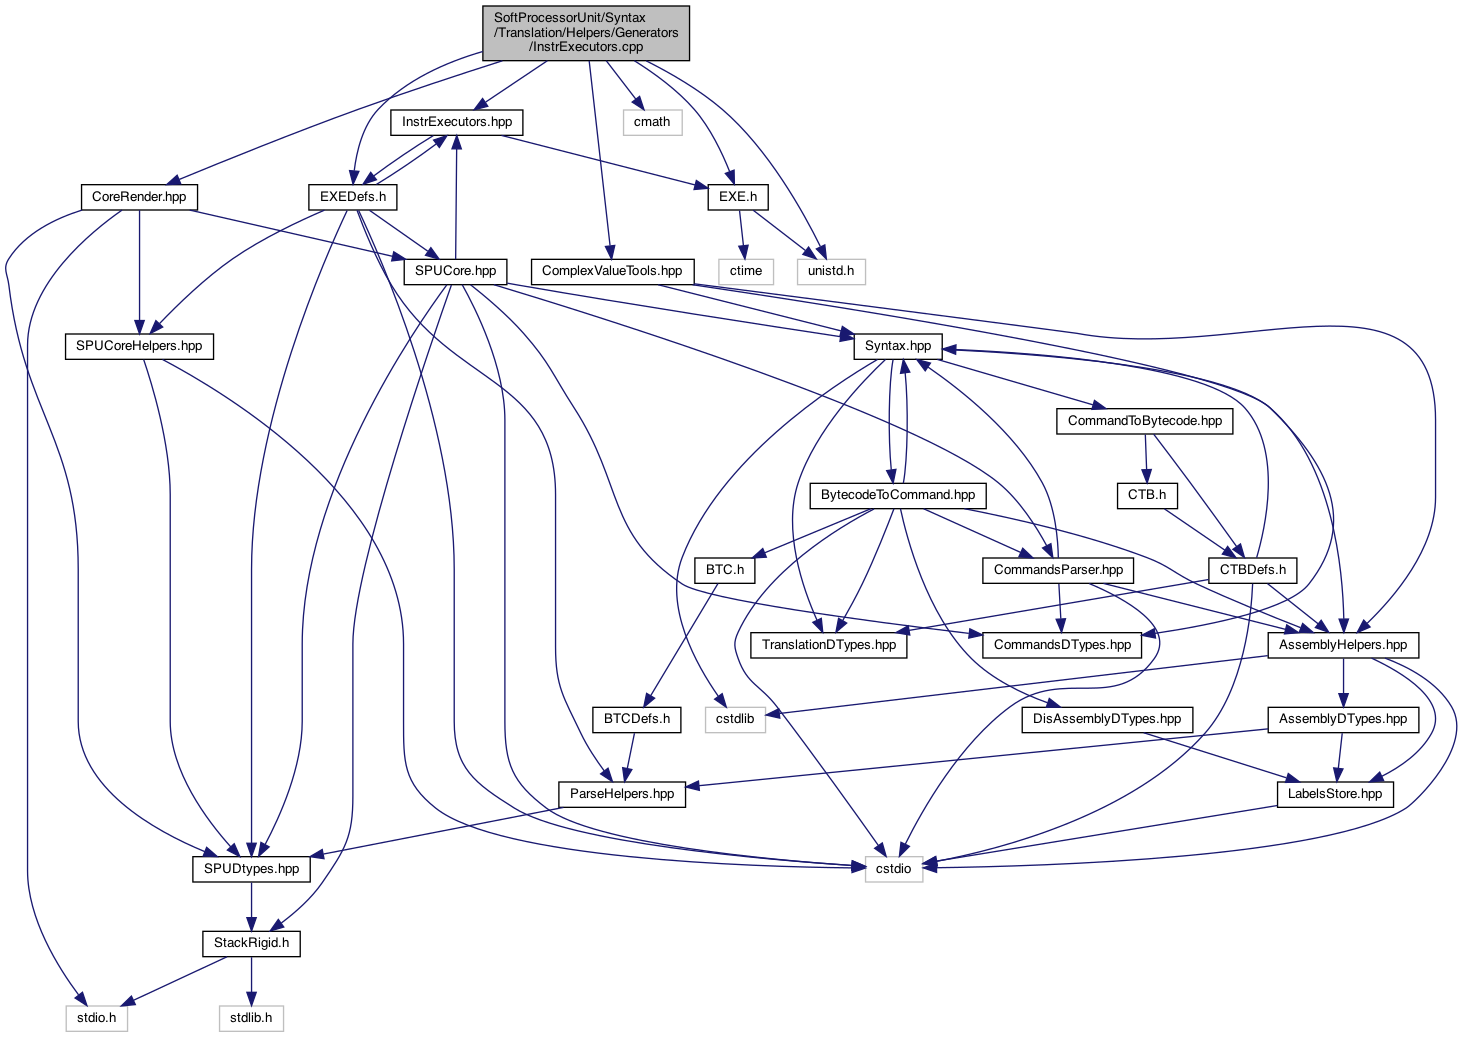 SoftProcessorUnit/Syntax
/Translation/Helpers/Generators
/InstrExecutors.cpp
InstrExecutors.hpp
cmath
CoreRender.hpp
EXEDefs.h
EXE.h
SPUCore.hpp
ComplexValueTools.hpp
ctime
unistd.h
SPUCoreHelpers.hpp
Syntax.hpp
CommandToBytecode.hpp
BytecodeToCommand.hpp
CTB.h
BTC.h
CommandsParser.hpp
CTBDefs.h
TranslationDTypes.hpp
CommandsDTypes.hpp
AssemblyHelpers.hpp
BTCDefs.h
cstdlib
DisAssemblyDTypes.hpp
AssemblyDTypes.hpp
ParseHelpers.hpp
LabelsStore.hpp
SPUDtypes.hpp
cstdio
StackRigid.h
stdio.h
stdlib.h